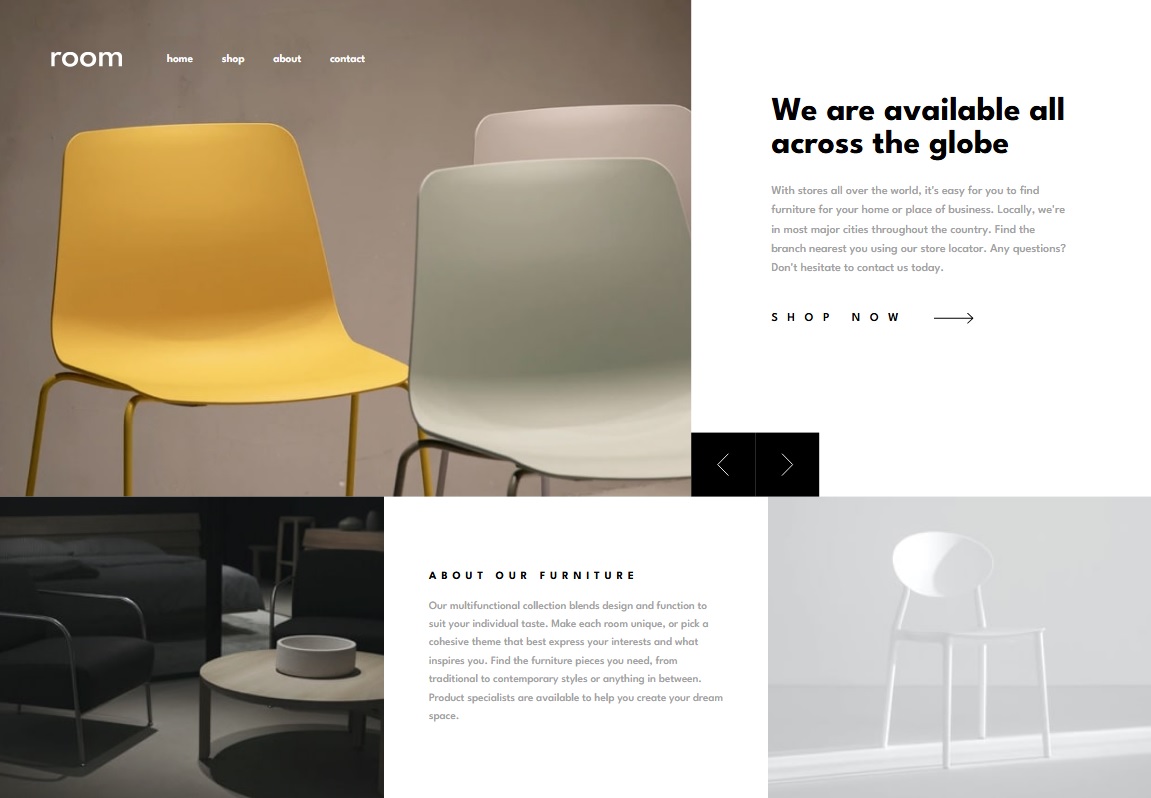 room
home shop about contact
We are available all
across the globe
With stores all over the world, it's easy for you to find
furniture for your home or place of business. Locally, we're
in most major cities throughout the country. Find the
branch nearest you using our store locator. Any questions?
Don't hesitate to contact us today.
SHOP NOW
ABOUT OUR FURNITURE
Our multifunctional collection blends design and function to
suit your individual taste. Make each room unique, or pick a
cohesive theme that best express your interests and what
inspires you. Find the furniture pieces you need, from
traditional to contemporary styles or anything in between.
Product specialists are available to help you create your dream
space.